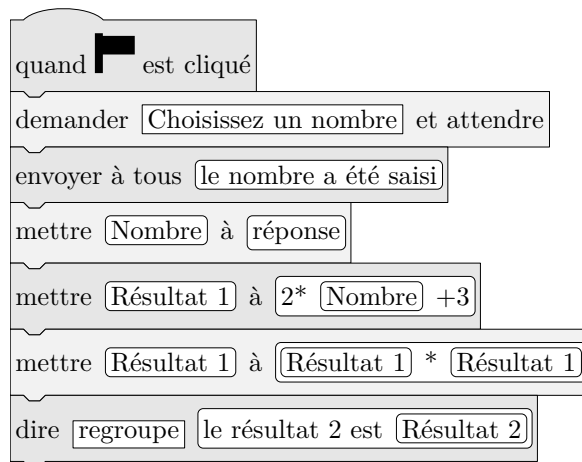 quand est cliqué
demander Choisissez un nombre et attendre
envoyer à tous le nombre a été saisi
mettre Nombre à réponse
mettre Résultat 1 à 2* Nombre +3
mettre Résultat 1 à Résultat 1 * Résultat 1
dire regroupe le résultat 2 est Résultat 2